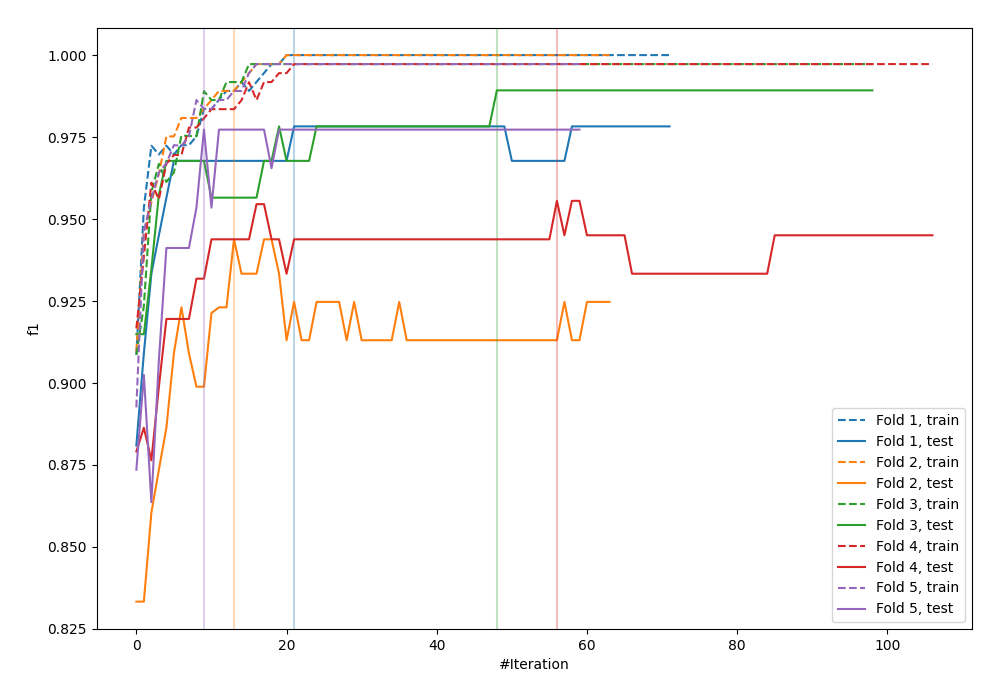 1.000
0.975
0.950
0.925
0.900
0.875
0.850
0.825
f1
0 20 40 60 80 100
#Iteration
Fold 1, train
Fold 1, test
Fold 2, train
Fold 2, test
Fold 3, train
Fold 3, test
Fold 4, train
Fold 4, test
Fold 5, train
Fold 5, test